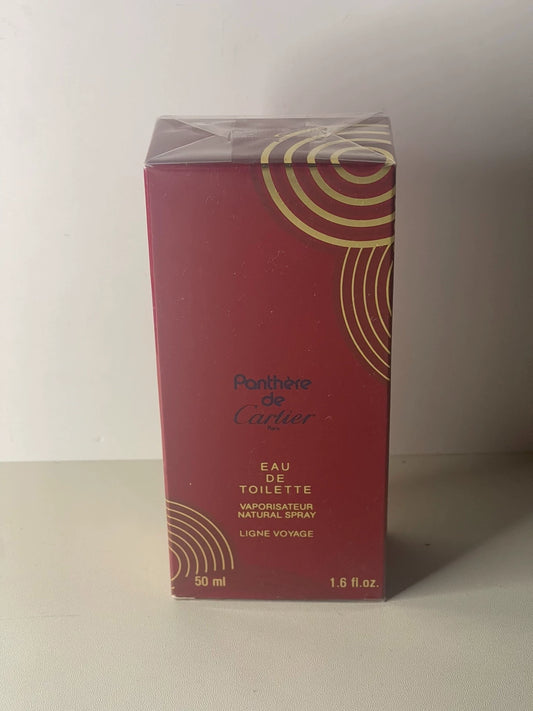 Panthère
de
Cartier
Paris
EAU
DE
TOILETTE
VAPORISATEUR
NATURAL SPRAY
LIGNE VOYAGE
50 ml 1.6 fl.oz.